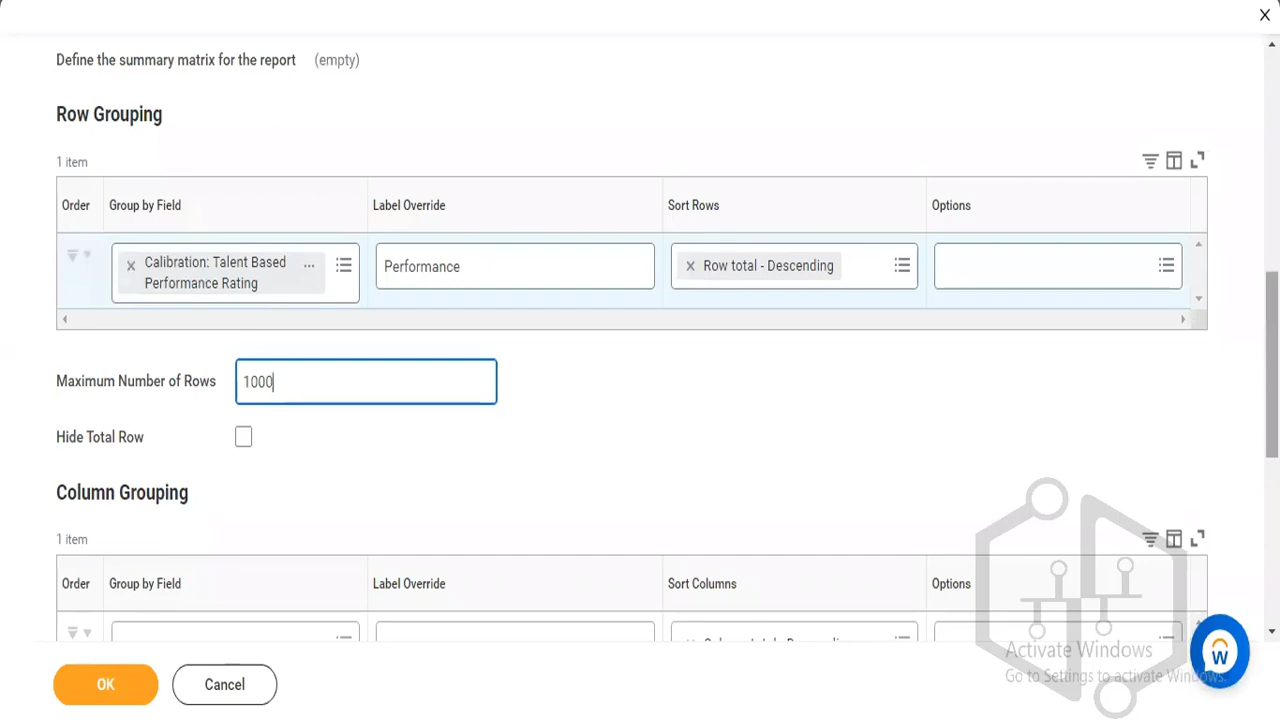 X
Define the summary matrix for the report (empty)
Row Grouping
1 item
Order Group by Field Label Override Sort Rows Options
Calibration: Talent Based
Performance Rating
Performance
Row total - Descending
Maximum Number of Rows 1000
Hide Total Row
Column Grouping
1 item
Order Group by Field Label Override Sort Columns Options
Activate Windows
Go to Settings to activate Windows.
W
OK Cancel